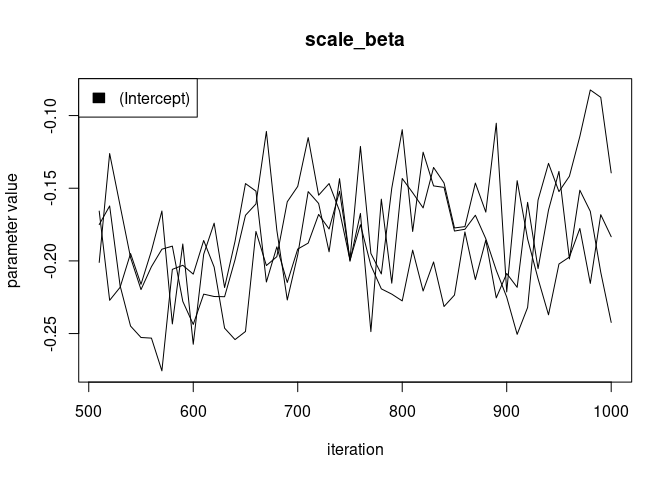 scale_beta
(Intercept)
parameter value
-0.10
-0.15
-0.20
-0.25
500 600 700 800 900 1000
iteration